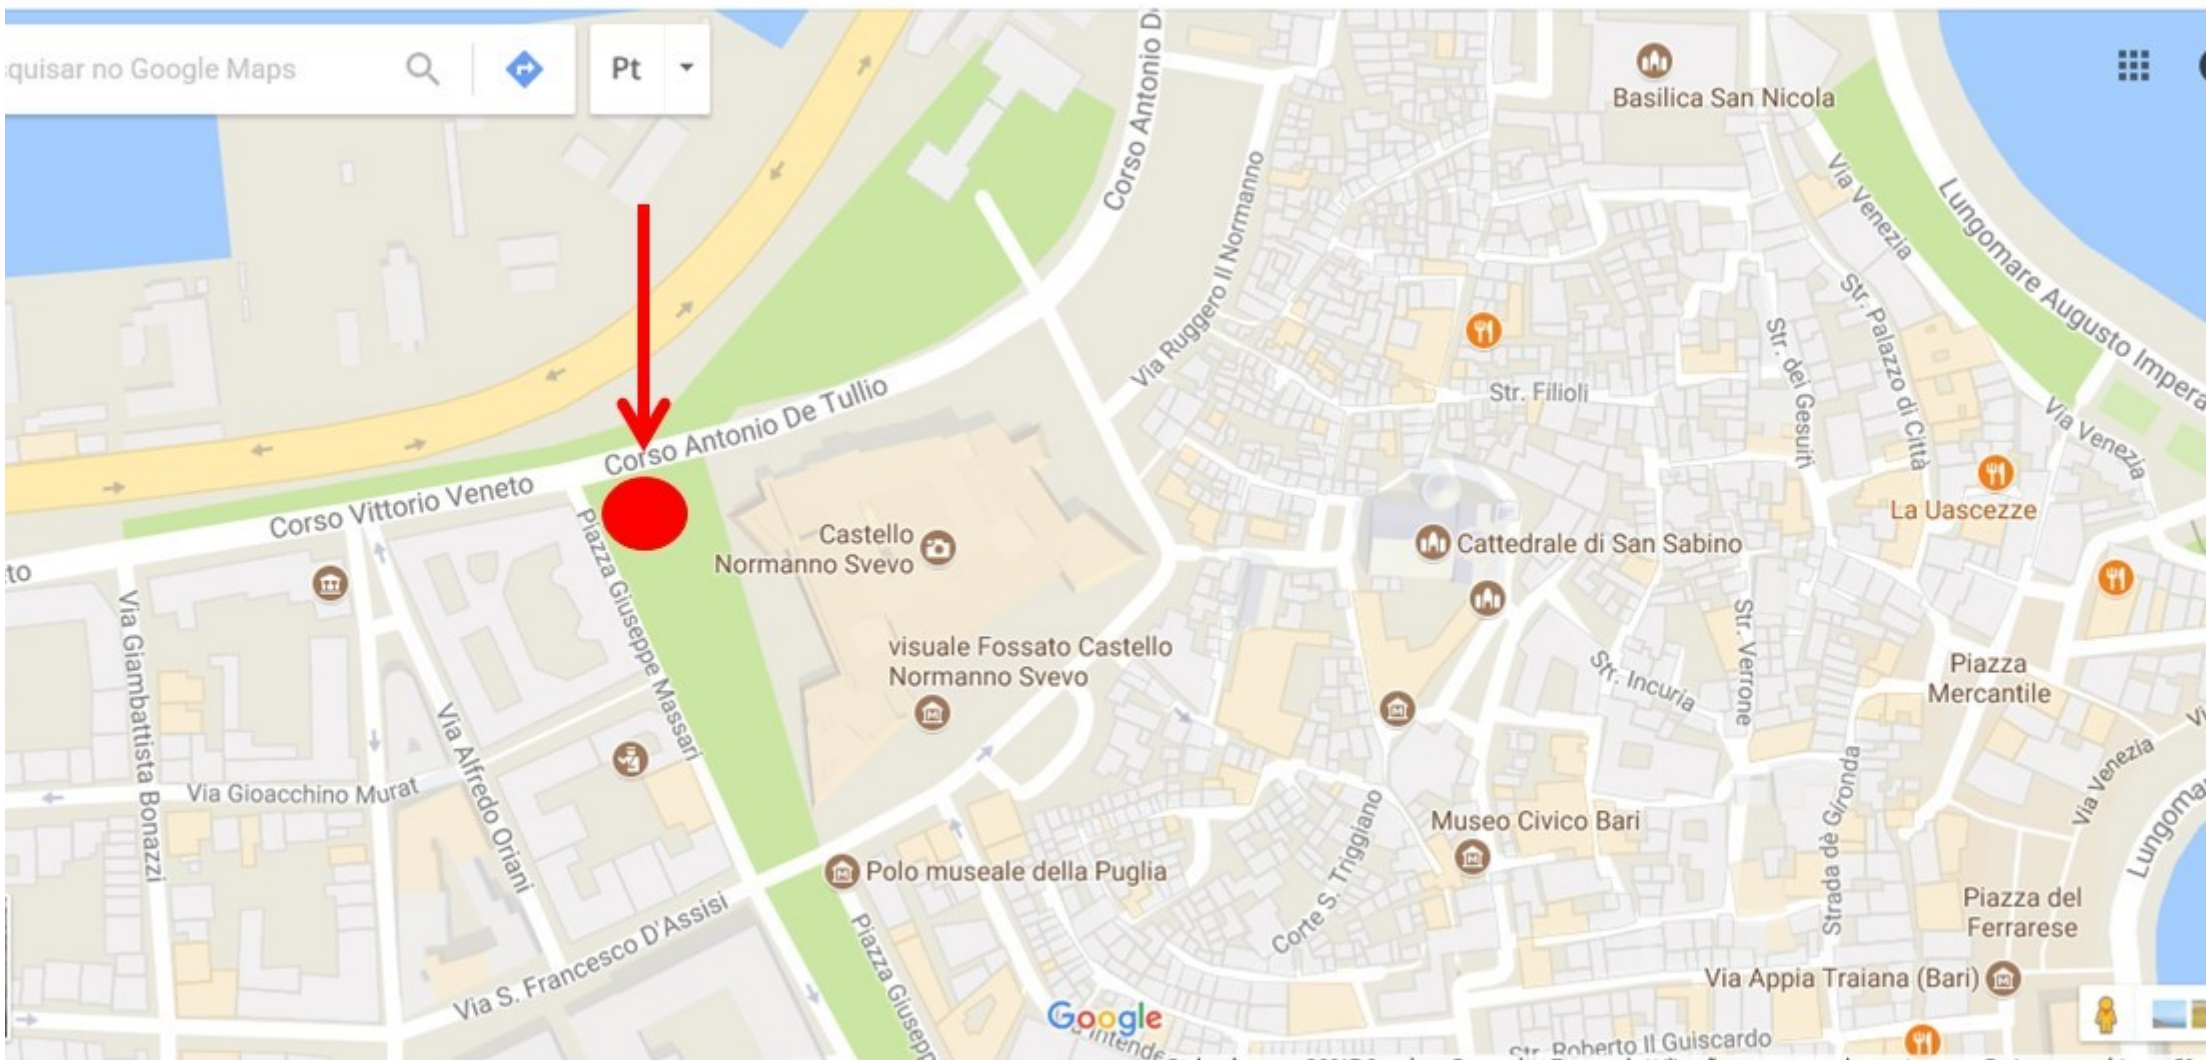 quisar no Google Maps
Pt
Corso Antonio D
Basilica San Nicola
Corso Antonio De Tullio
Via Ruggero II Normanno
Via Venezia
Lungomare Augusto Impera
Str. Palazzo di Città
Str. dei Gesuiti
Str. Filioli
Via Venezia
La Uascezze
Corso Vittorio Veneto
to
Castello
Normanno Svevo
Cattedrale di San Sabino
Piazza Giuseppe Massari
Via Giambattista Bonazzi
visuale Fossato Castello
Normanno Svevo
Str. Incuria
Str. Verrone
Piazza
Mercantile
Via Alfredo Oriani
Via Gioacchino Murat
Via Venezia
Strada dè Gironda
Corte S. Triggiano
Museo Civico Bari
Polo museale della Puglia
Via S. Francesco D'Assisi
Piazza Giusepp
Piazza del
Ferrarese
Lungoma
Via Appia Traiana (Bari)
Google
Str. Roberto Il Guiscardo